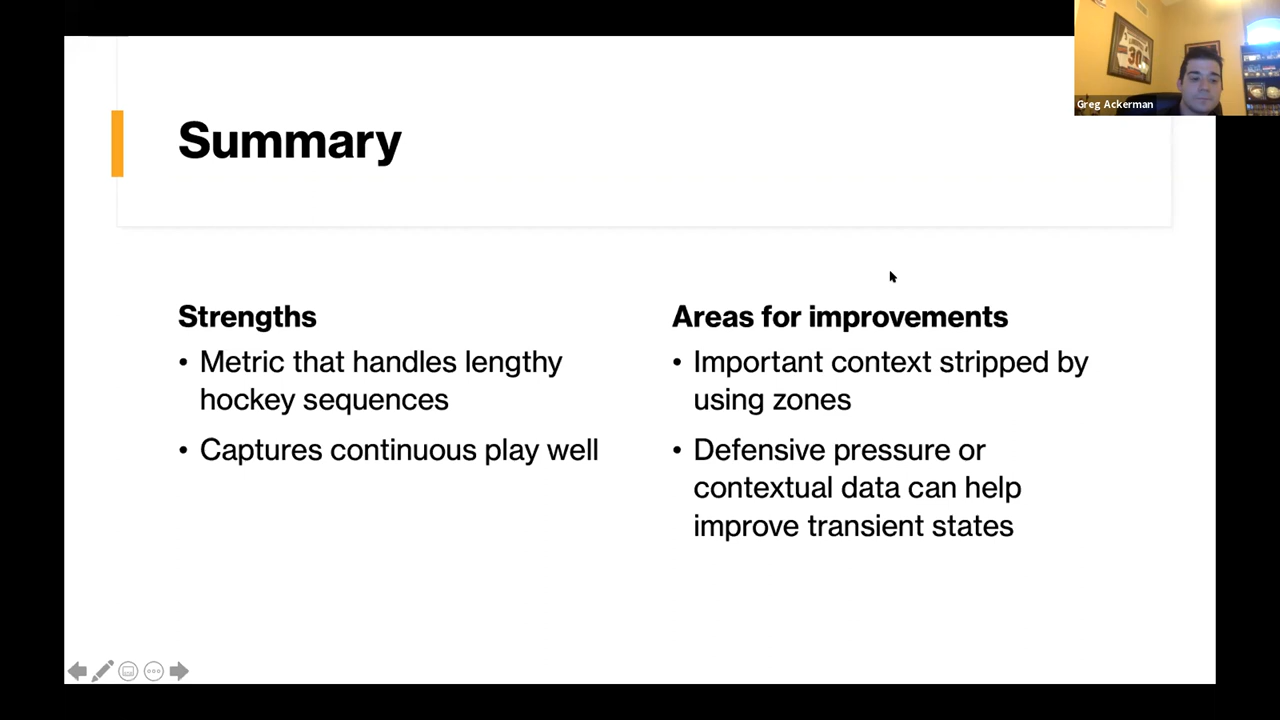 Greg Ackerman
30
Summary
Strengths
• Metric that handles lengthy
hockey sequences
• Captures continuous play well
Areas for improvements
• Important context stripped by
using zones
• Defensive pressure or
contextual data can help
improve transient states